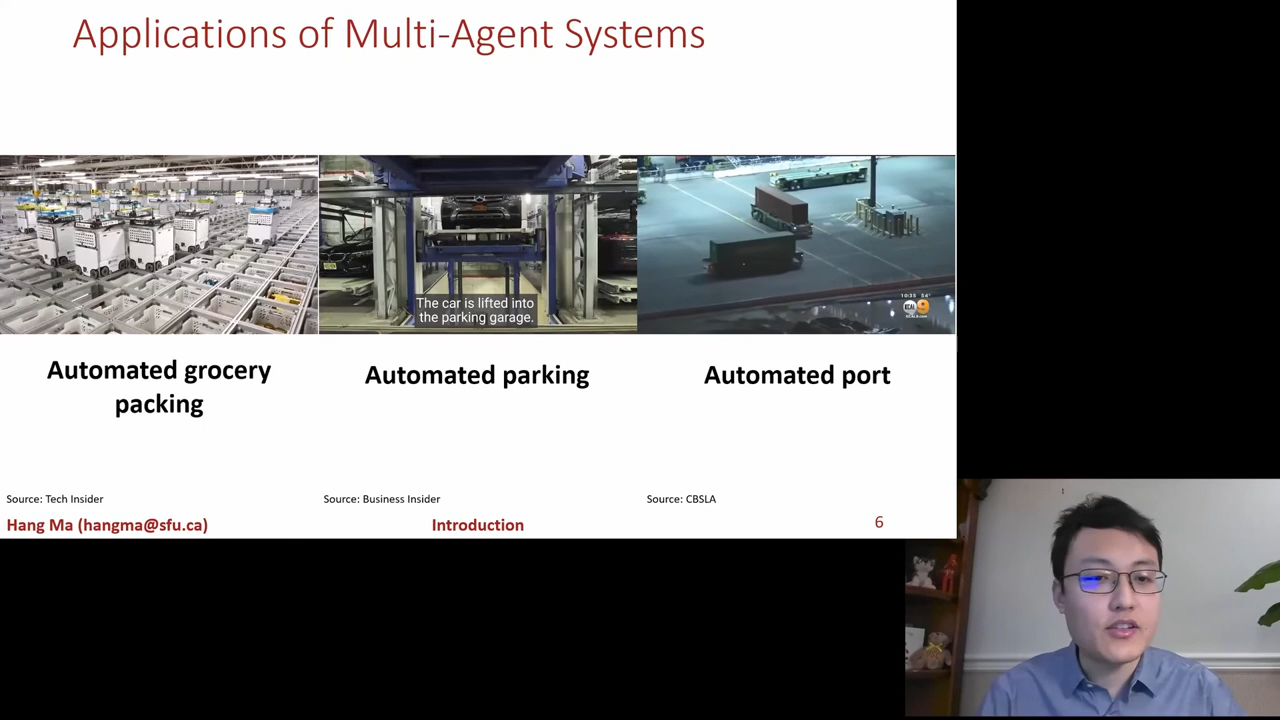 Applications of Multi-Agent Systems
The car is lifted into
the parking garage.
Automated grocery
packing
Automated parking
Automated port
Source: Tech Insider
Source: Business Insider
Source: CBSLA
Hang Ma (hangma@sfu.ca)
Introduction
6